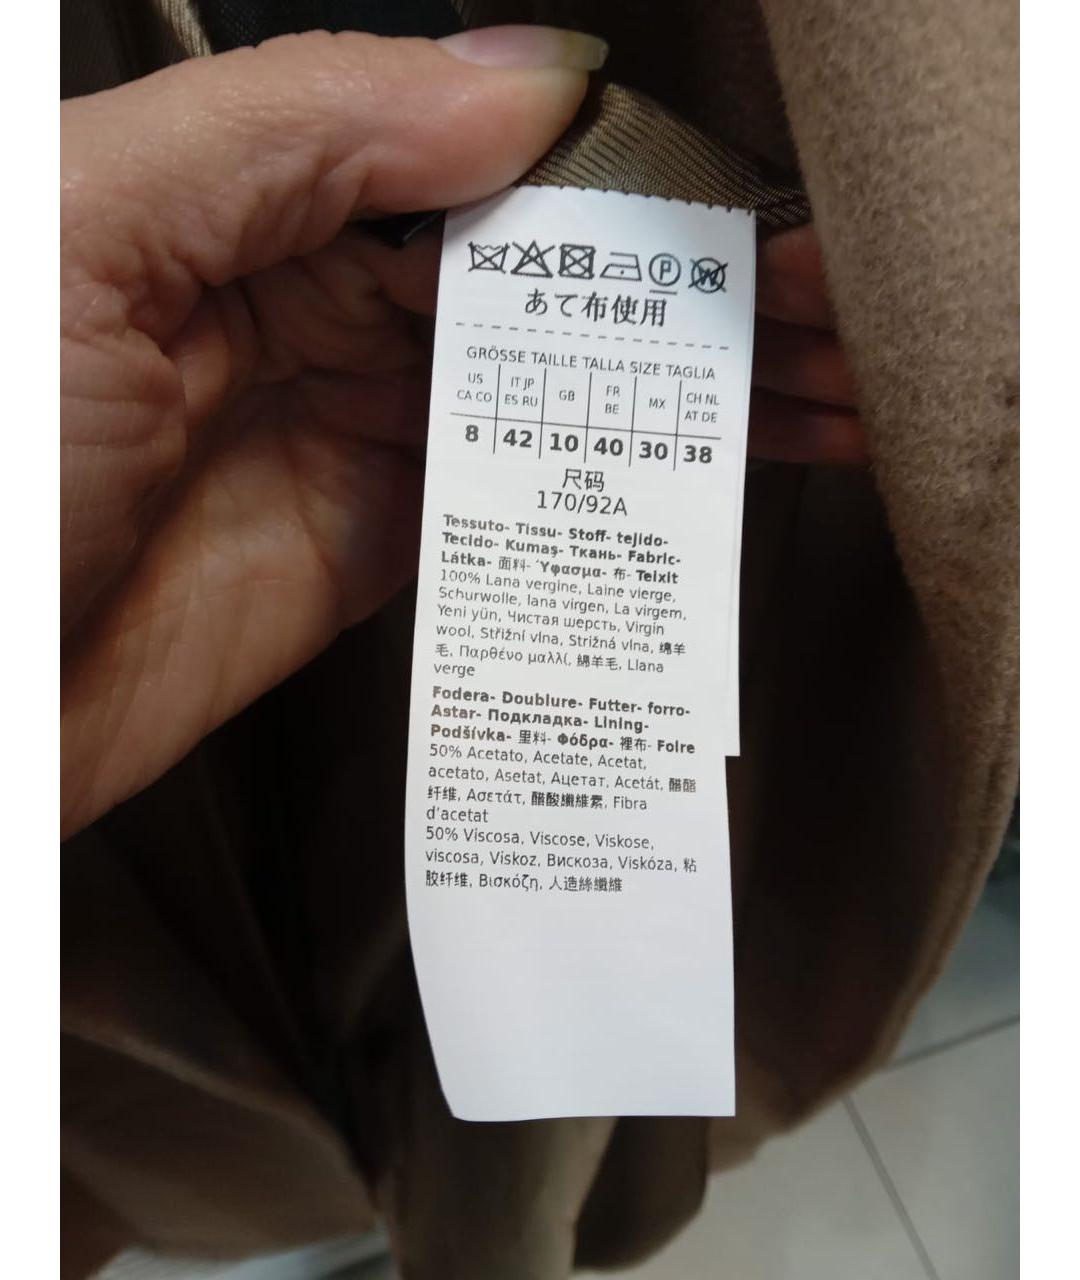 P W
あて布使用
GRÖSSE TAILLE TALLA SIZE TAGLIA
US CA CO | IT JP ES RU | GB | FR BE | MX | CH NL AT DE
8 | 42 | 10 | 40 | 30 | 38
尺码
170/92A
Tessuto- Tissu- Stoff- tejido-
Tecido- Kumaş- Ткань- Fabric-
Látka- 面料- Ύφασμα- 布- Teixit
100% Lana vergine, Laine vierge,
Schurwolle, lana virgen, La virgem,
Yeni yün, Чистая шерсть, Virgin
wool, Střižní vlna, Strižná vlna, 绵羊
毛, Παρθένο μαλλί, 綿羊毛, Llana
verge
Fodera- Doublure- Futter- forro-
Astar- Подкладка- Lining-
Podšívka- 里料- Φόδρα- 裡布- Folre
50% Acetato, Acetate, Acetat,
acetato, Asetat, Ацетат, Acetát, 醋酯
纤维, Ασετάτ, 醋酸纖維素, Fibra
d'acetat
50% Viscosa, Viscose, Viskose,
viscosa, Viskoz, Вискоза, Viskóza, 粘
胶纤维, Βισκόζη, 人造絲纖維